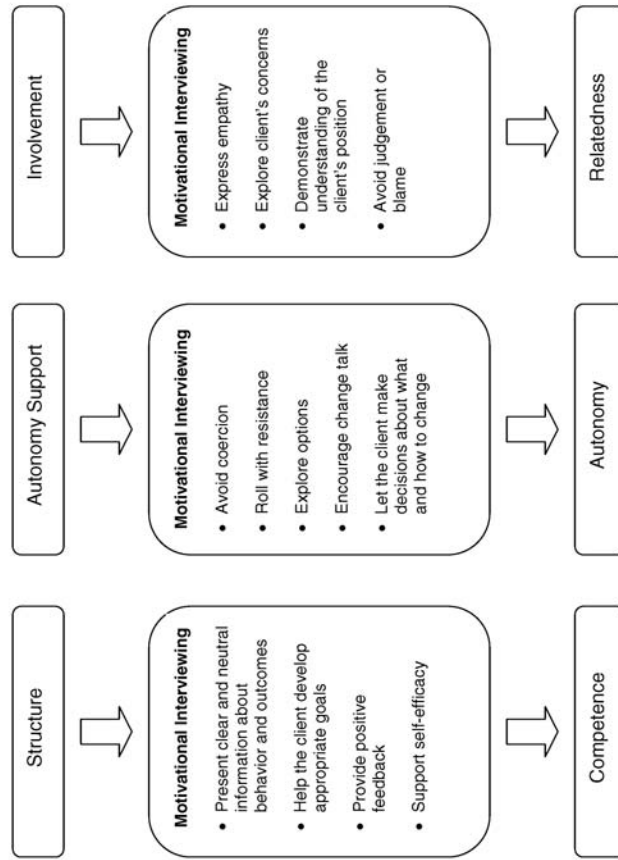 Structure
Motivational Interviewing
• Present clear and neutral
information about
behavior and outcomes
• Help the client develop
appropriate goals
• Provide positive
feedback
• Support self-efficacy
Competence
Autonomy Support
Motivational Interviewing
• Avoid coercion
• Roll with resistance
• Explore options
• Encourage change talk
• Let the client make
decisions about what
and how to change
Autonomy
Involvement
Motivational Interviewing
• Express empathy
• Explore client's concerns
• Demonstrate
understanding of the
client's position
• Avoid judgement or
blame
Relatedness